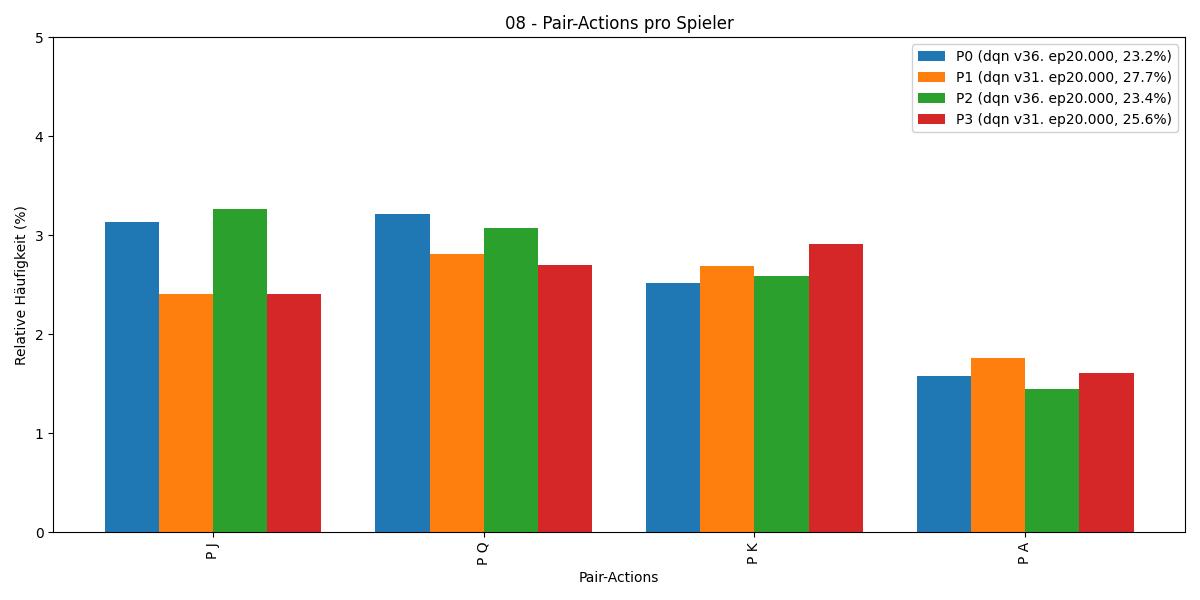 08 - Pair-Actions pro Spieler
P0 (dqn v36. ep20.000, 23.2%)
P1 (dqn v31. ep20.000, 27.7%)
P2 (dqn v36. ep20.000, 23.4%)
P3 (dqn v31. ep20.000, 25.6%)
Relative Häufigkeit (%)
5
4
3
2
1
0
P J
P Q
P K
P A
Pair-Actions